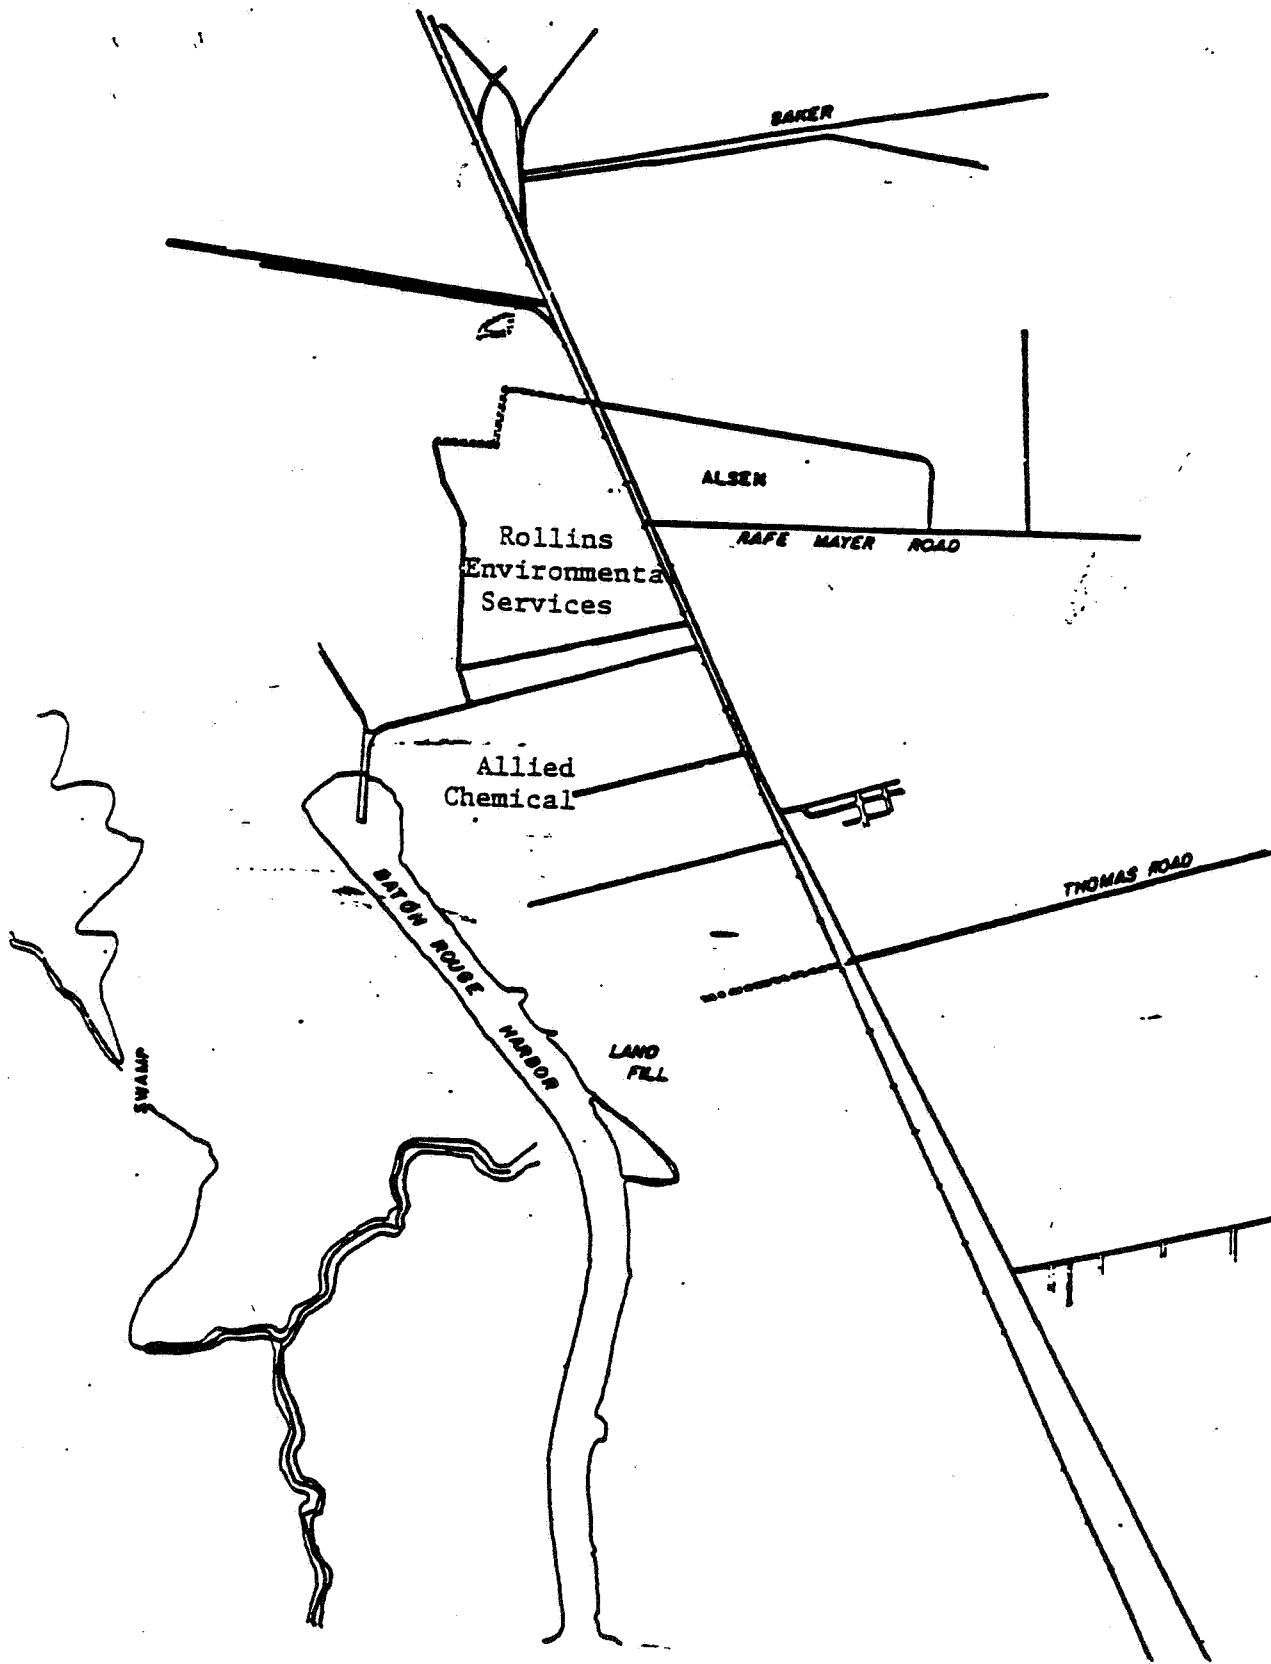 BAKER
ALSEN
RAFE MAYER ROAD
Rollins
Environmenta
Services
Allied
Chemical
THOMAS ROAD
BATON ROUGE HARBOR
LAND
FILL
SWAMP